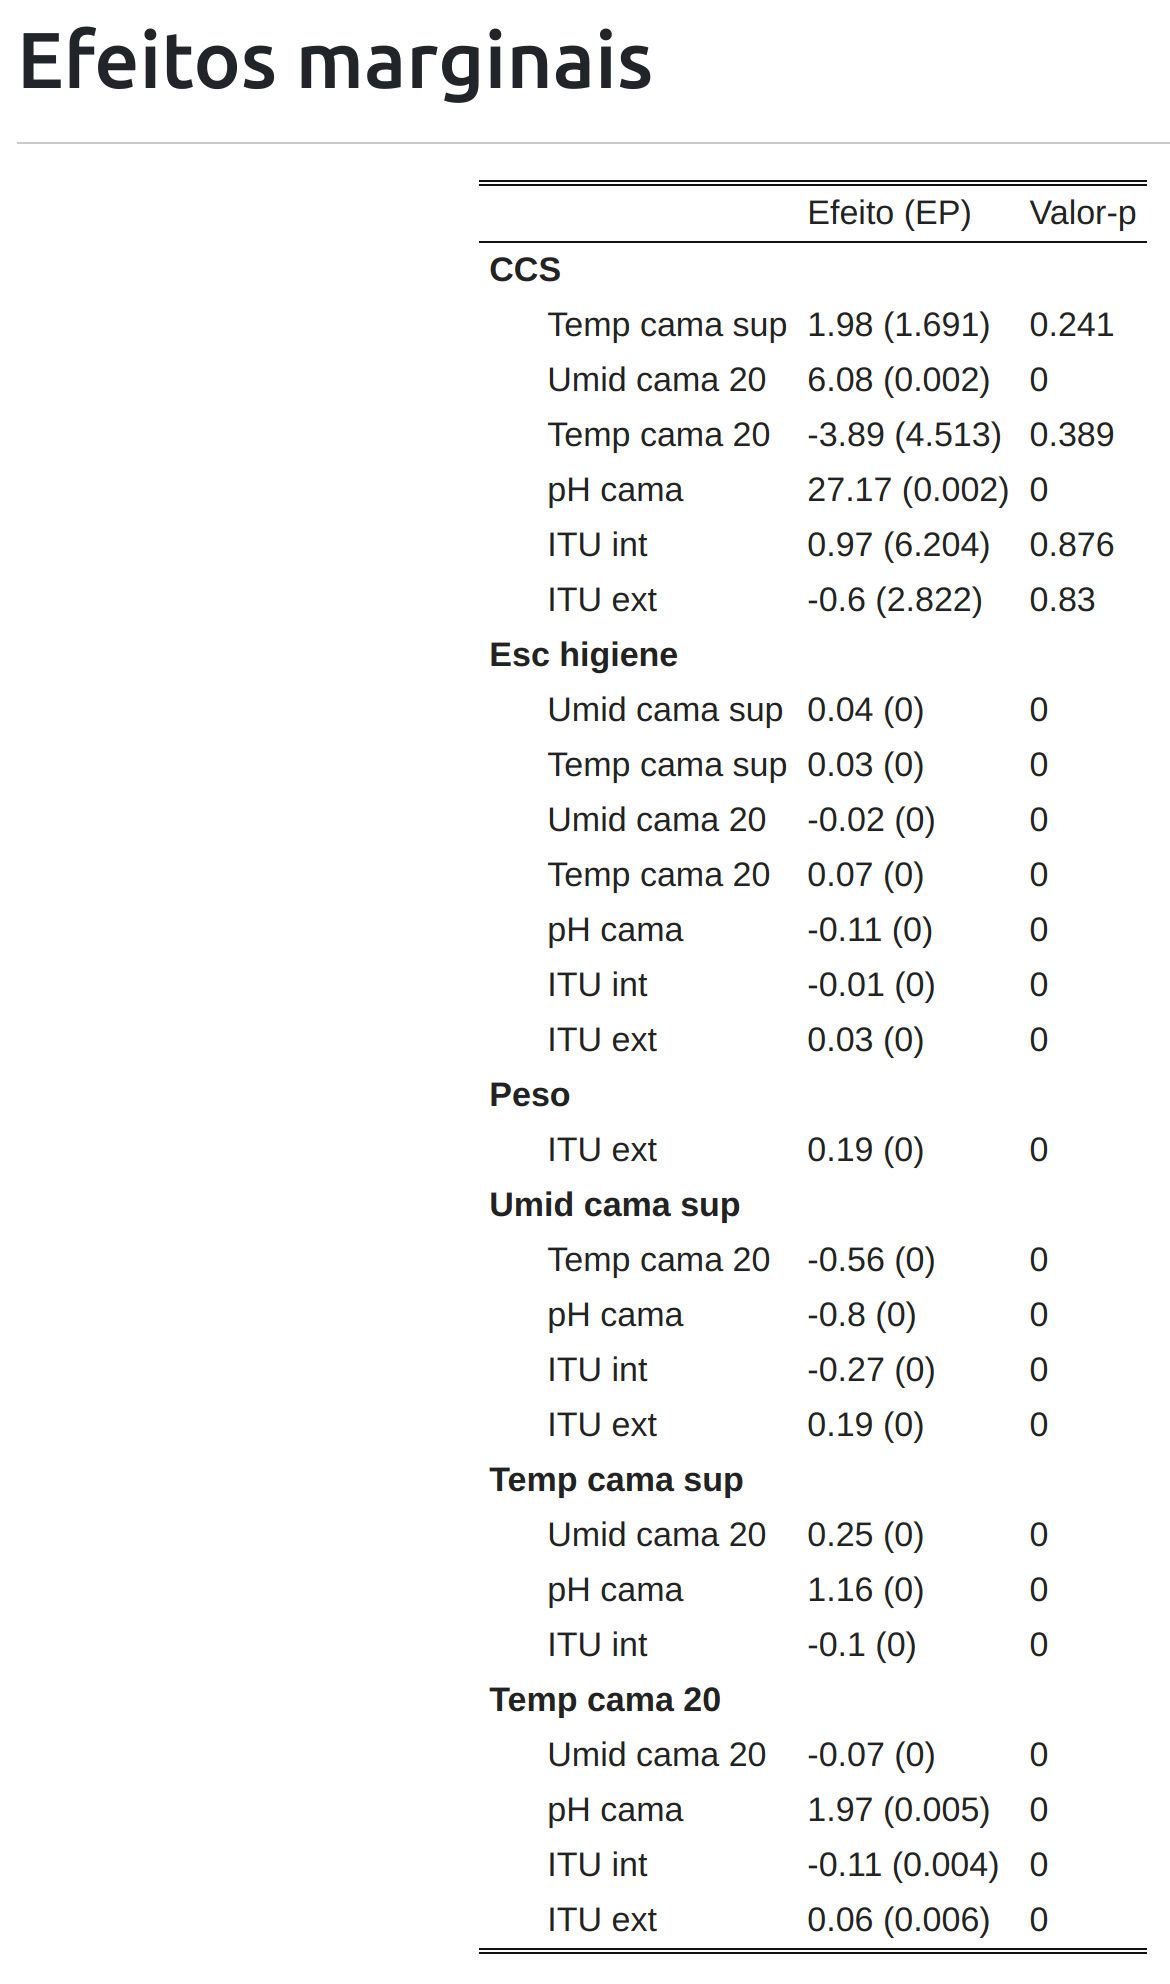 Efeitos marginais
Efeito (EP) Valor-p
CCS
Temp cama sup 1.98 (1.691) 0.241
Umid cama 20 6.08 (0.002) 0
Temp cama 20 -3.89 (4.513) 0.389
pH cama 27.17 (0.002) 0
ITU int 0.97 (6.204) 0.876
ITU ext -0.6 (2.822) 0.83
Esc higiene
Umid cama sup 0.04 (0) 0
Temp cama sup 0.03 (0) 0
Umid cama 20 -0.02 (0) 0
Temp cama 20 0.07 (0) 0
pH cama -0.11 (0) 0
ITU int -0.01 (0) 0
ITU ext 0.03 (0) 0
Peso
ITU ext 0.19 (0) 0
Umid cama sup
Temp cama 20 -0.56 (0) 0
pH cama -0.8 (0) 0
ITU int -0.27 (0) 0
ITU ext 0.19 (0) 0
Temp cama sup
Umid cama 20 0.25 (0) 0
pH cama 1.16 (0) 0
ITU int -0.1 (0) 0
Temp cama 20
Umid cama 20 -0.07 (0) 0
pH cama 1.97 (0.005) 0
ITU int -0.11 (0.004) 0
ITU ext 0.06 (0.006) 0